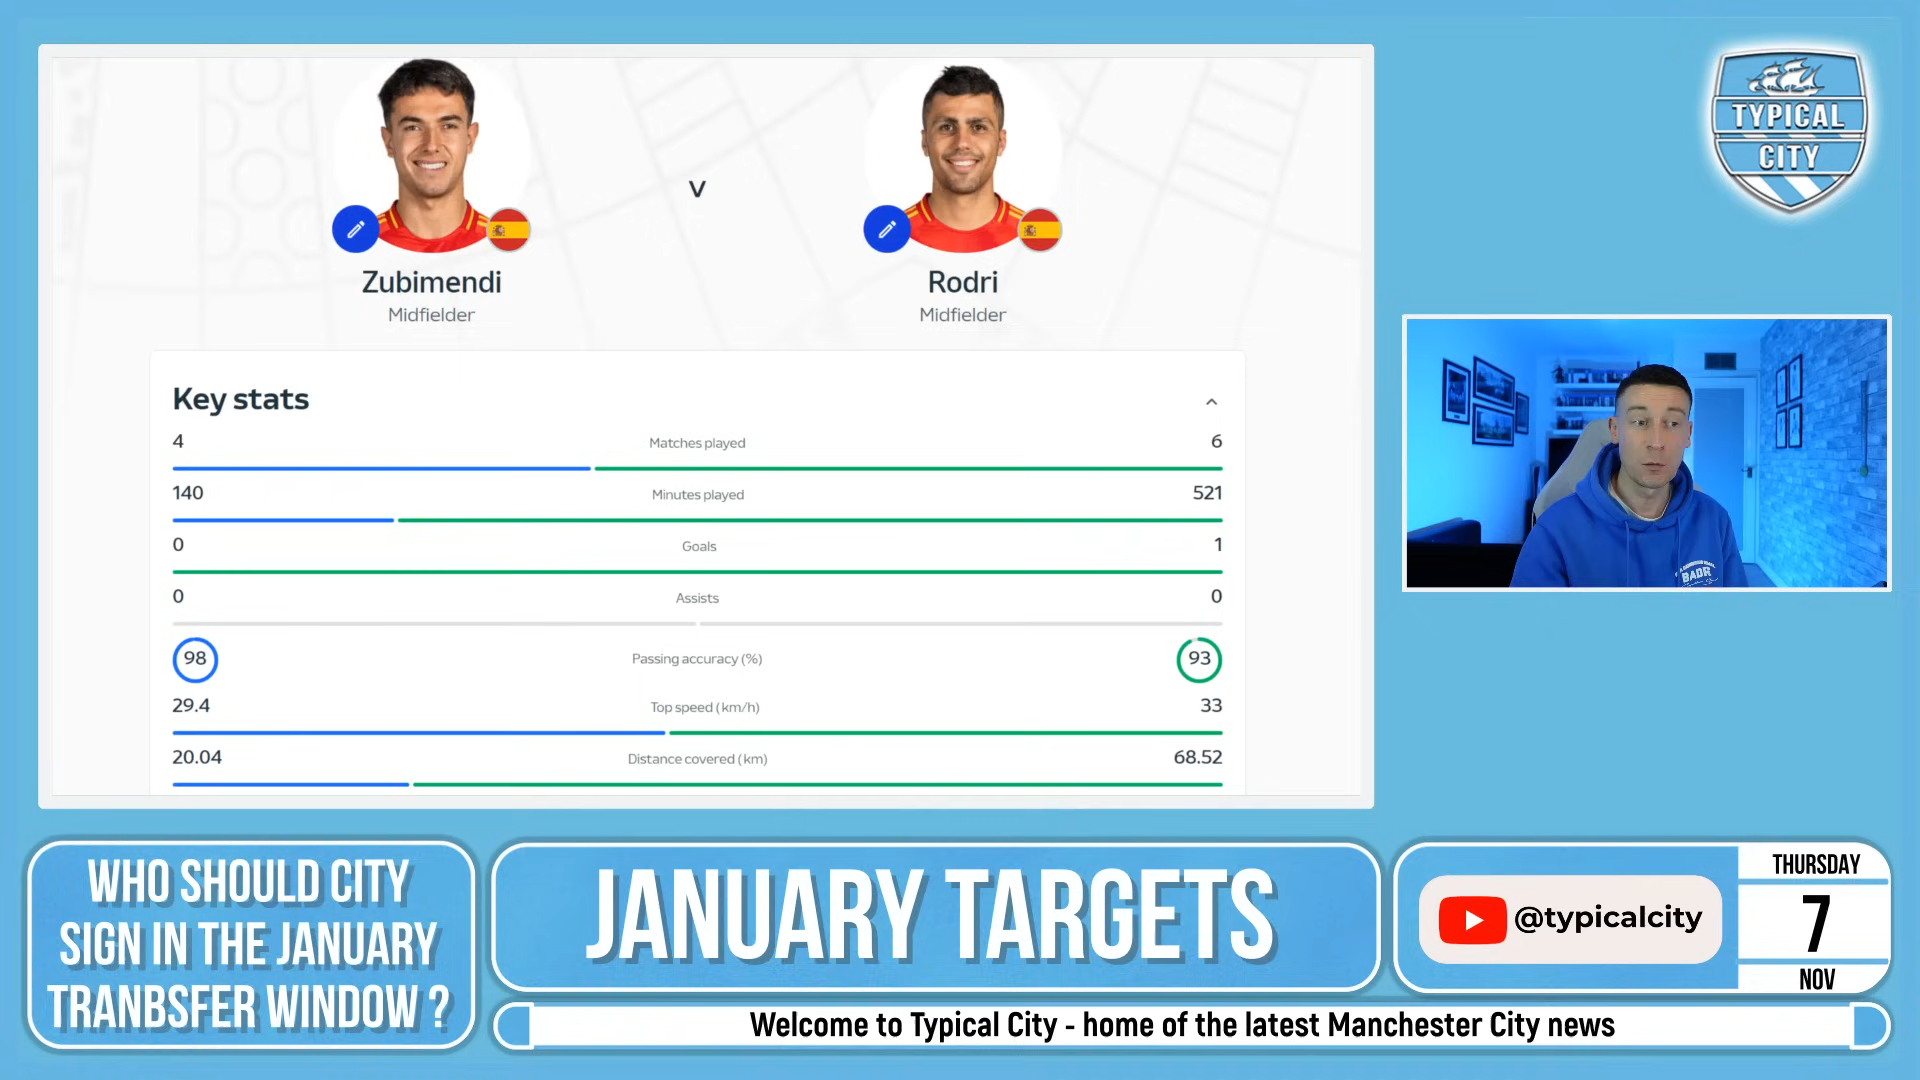 TYPICAL
CITY
V
Zubimendi
Midfielder
Rodri
Midfielder
Key stats
4 Matches played 6
140 Minutes played 521
0 Goals 1
0 Assists 0
98 Passing accuracy (%) 93
29.4 Top speed (km/h) 33
20.04 Distance covered (km) 68.52
BADR
WHO SHOULD CITY
SIGN IN THE JANUARY
TRANBSFER WINDOW ?
JANUARY TARGETS
@typicalcity
THURSDAY
7
NOV
Welcome to Typical City - home of the latest Manchester City news